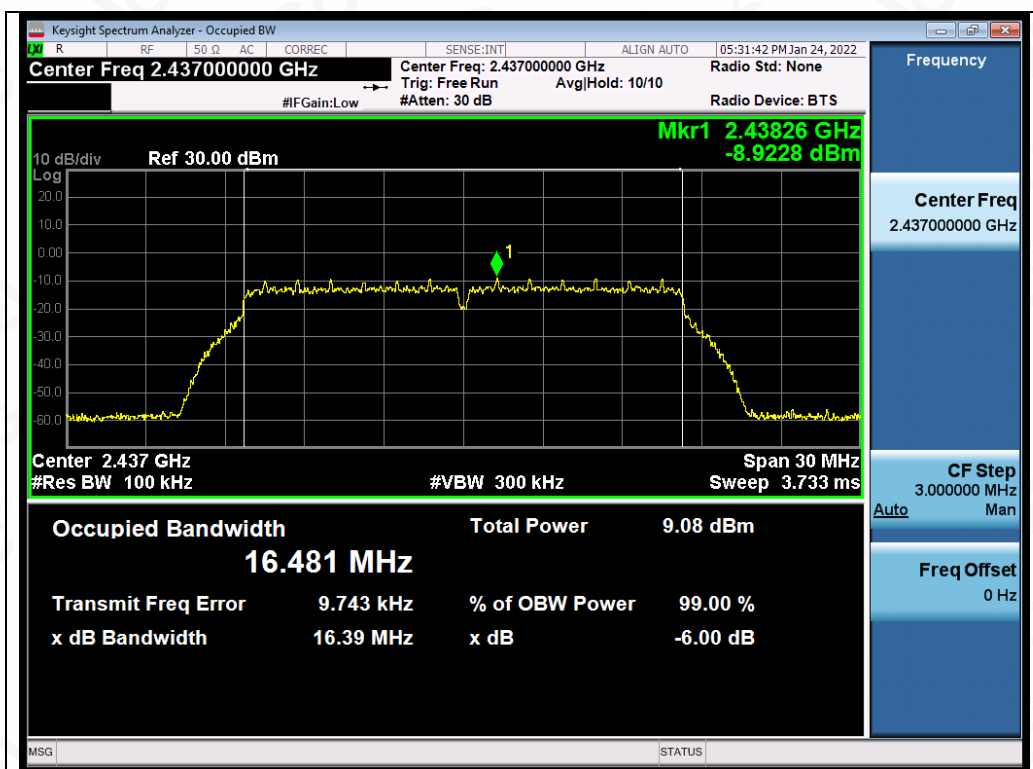 Keysight Spectrum Analyzer - Occupied BW
LXI R RF 50 Ω AC CORREC SENSE:INT ALIGN AUTO 05:31:42 PM Jan 24, 2022
Center Freq 2.437000000 GHz
Center Freq: 2.437000000 GHz Radio Std: None
Trig: Free Run Avg|Hold: 10/10
#IFGain:Low #Atten: 30 dB Radio Device: BTS
Mkr1 2.43826 GHz
-8.9228 dBm
10 dB/div Ref 30.00 dBm
Log
20.0
10.0
0.00
-10.0
-20.0
-30.0
-40.0
-50.0
-60.0
1
Center 2.437 GHz Span 30 MHz
#Res BW 100 kHz #VBW 300 kHz Sweep 3.733 ms
Occupied Bandwidth Total Power 9.08 dBm
16.481 MHz
Transmit Freq Error 9.743 kHz % of OBW Power 99.00 %
x dB Bandwidth 16.39 MHz x dB -6.00 dB
MSG STATUS
Frequency
Center Freq
2.437000000 GHz
CF Step
3.000000 MHz
Auto Man
Freq Offset
0 Hz